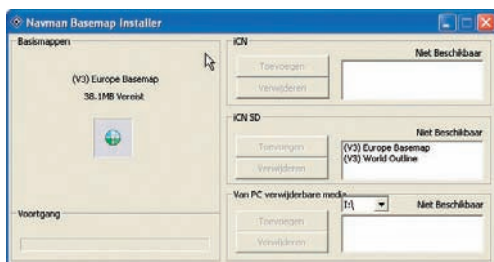 Navman Basemap Installer
Basismappen
(V3) Europe Basemap
38.1MB Vereist
Voortgang
iCN
Niet Beschikbaar
Toevoegen
Verwijderen
iCN SD
Niet Beschikbaar
Toevoegen
Verwijderen
(V3) Europe Basemap
(V3) World Outline
Van PC verwijderbare media
I:\
Niet Beschikbaar
Toevoegen
Verwijderen